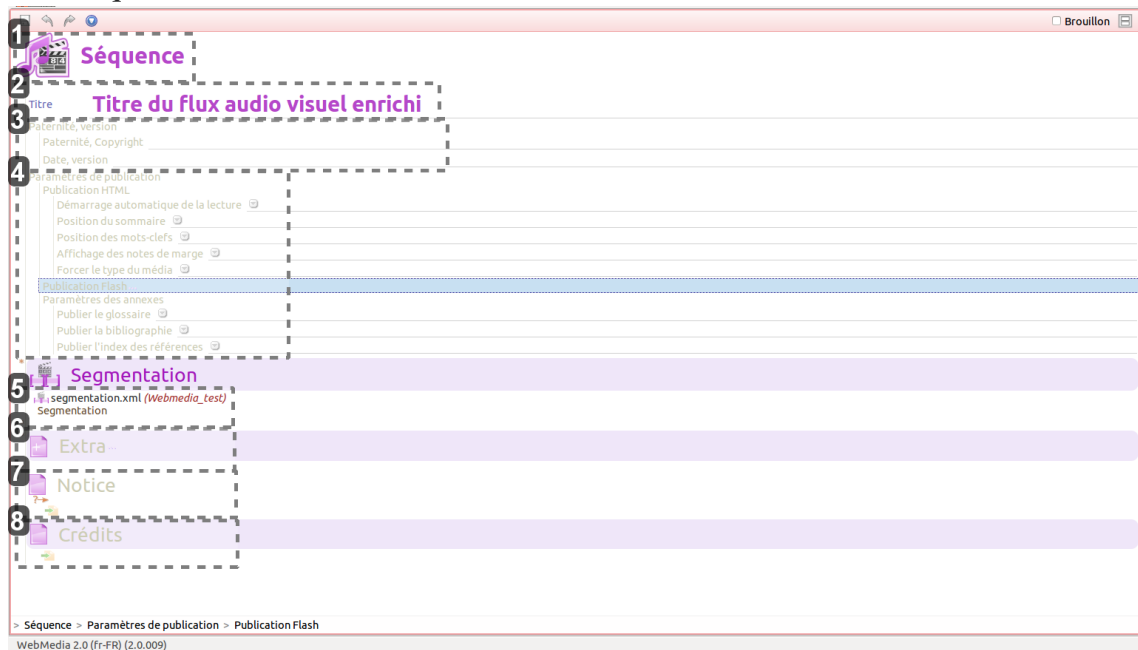 Brouillon
1
Séquence
84
2
Titre Titre du flux audio visuel enrichi
3
Paternité, version
Paternité, Copyright
Date, version
4
Paramètres de publication
Publication HTML
Démarrage automatique de la lecture
Position du sommaire
Position des mots-clefs
Affichage des notes de marge
Forcer le type du média
Publication Flash
Paramètres des annexes
Publier le glossaire
Publier la bibliographie
Publier l'index des références
Segmentation
5
segmentation.xml (Webmedia_test)
Segmentation
6
Extra...
7
Notice
?
8
Crédits
> Séquence > Paramètres de publication > Publication Flash
WebMedia 2.0 (fr-FR) (2.0.009)